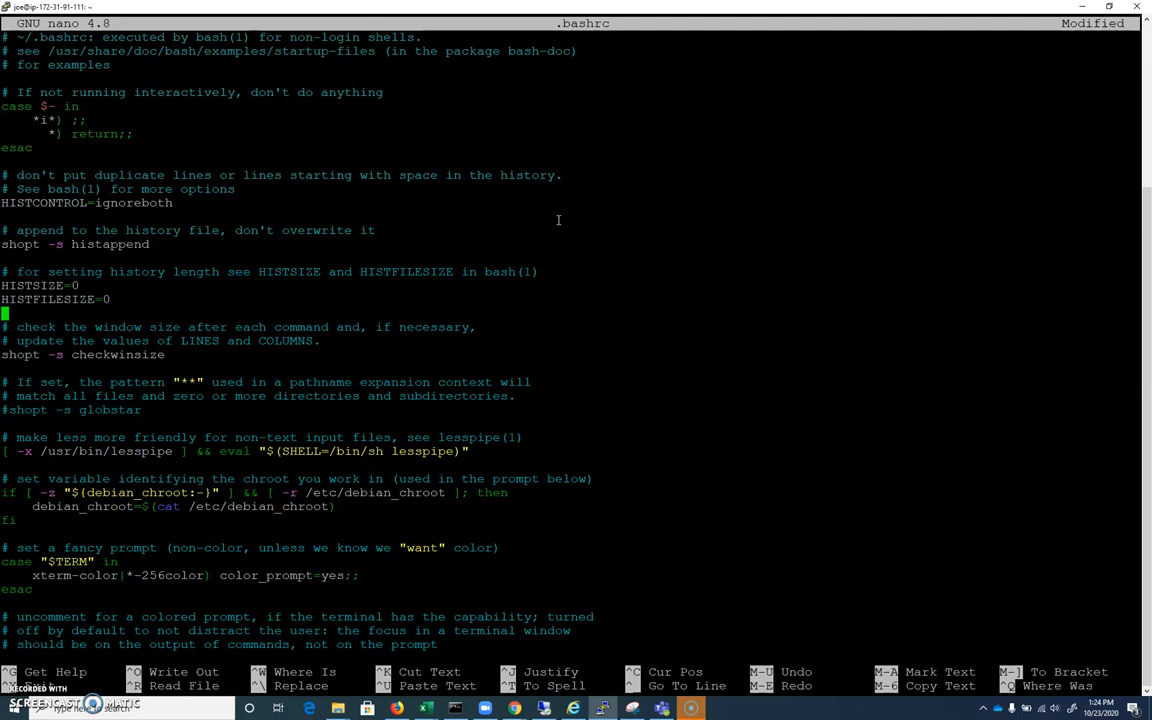 joe@ip-172-31-91-111: ~
GNU nano 4.8 .bashrc Modified
# ~/.bashrc: executed by bash(1) for non-login shells.
# see /usr/share/doc/bash/examples/startup-files (in the package bash-doc)
# for examples
# If not running interactively, don't do anything
case $- in
*i*) ;;
*) return;;
esac
# don't put duplicate lines or lines starting with space in the history.
# See bash(1) for more options
HISTCONTROL=ignoreboth
# append to the history file, don't overwrite it
shopt -s histappend
# for setting history length see HISTSIZE and HISTFILESIZE in bash(1)
HISTSIZE=0
HISTFILESIZE=0
# check the window size after each command and, if necessary,
# update the values of LINES and COLUMNS.
shopt -s checkwinsize
# If set, the pattern "**" used in a pathname expansion context will
# match all files and zero or more directories and subdirectories.
#shopt -s globstar
# make less more friendly for non-text input files, see lesspipe(1)
[ -x /usr/bin/lesspipe ] && eval "$(SHELL=/bin/sh lesspipe)"
# set variable identifying the chroot you work in (used in the prompt below)
if [ -z "${debian_chroot:-}" ] && [ -r /etc/debian_chroot ]; then
debian_chroot=$(cat /etc/debian_chroot)
fi
# set a fancy prompt (non-color, unless we know we "want" color)
case "$TERM" in
xterm-color|*-256color) color_prompt=yes;;
esac
# uncomment for a colored prompt, if the terminal has the capability; turned
# off by default to not distract the user: the focus in a terminal window
# should be on the output of commands, not on the prompt
^G Get Help ^O Write Out ^W Where Is ^K Cut Text ^J Justify ^C Cur Pos M-U Undo M-A Mark Text M-] To Bracket
^X Exit ^R Read File ^\ Replace ^U Paste Text ^T To Spell ^_ Go To Line M-E Redo M-6 Copy Text ^Q Where Was
RECORDED WITH
SCREENCAST MATIC
1:24 PM
10/23/2020